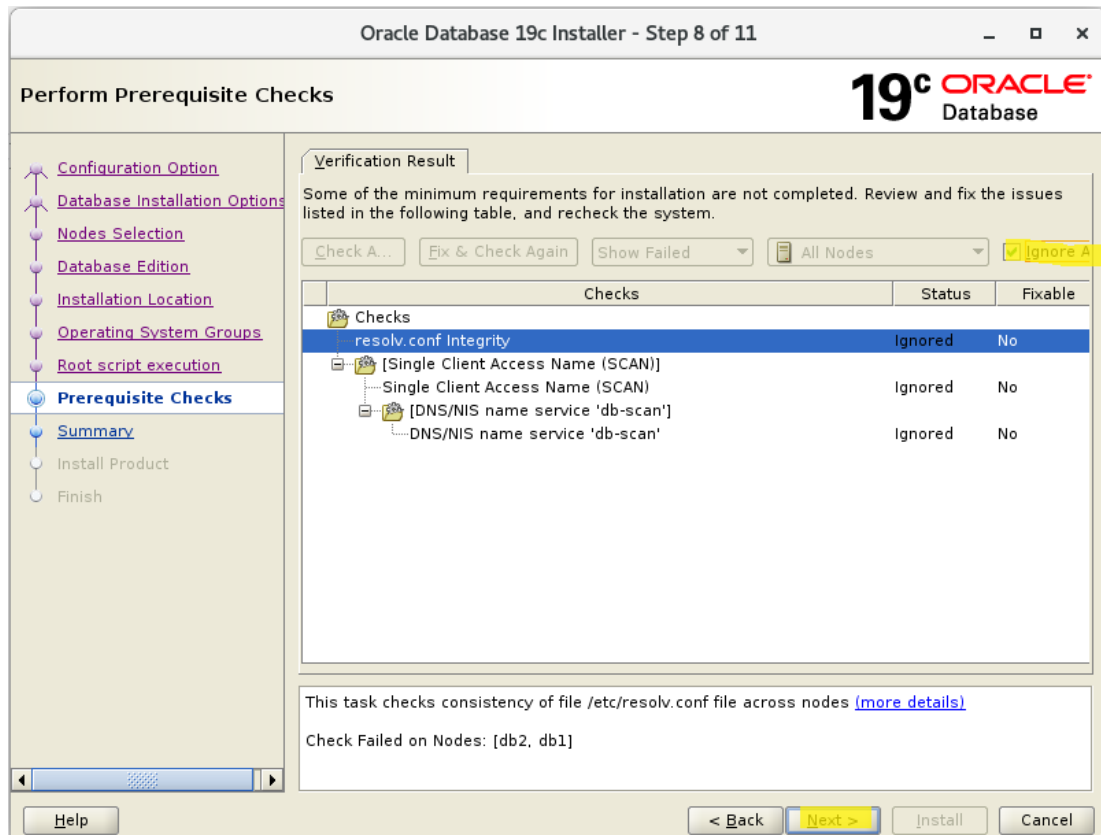 Oracle Database 19c Installer - Step 8 of 11
Perform Prerequisite Checks
19c ORACLE
Database
Configuration Option
Database Installation Options
Nodes Selection
Database Edition
Installation Location
Operating System Groups
Root script execution
Prerequisite Checks
Summary
Install Product
Finish
Verification Result
Some of the minimum requirements for installation are not completed. Review and fix the issues
listed in the following table, and recheck the system.
Check A... Fix & Check Again Show Failed All Nodes Ignore A
Checks Status Fixable
Checks
resolv.conf Integrity Ignored No
[Single Client Access Name (SCAN)]
Single Client Access Name (SCAN) Ignored No
[DNS/NIS name service 'db-scan']
DNS/NIS name service 'db-scan' Ignored No
This task checks consistency of file /etc/resolv.conf file across nodes (more details)
Check Failed on Nodes: [db2, db1]
Help < Back Next > Install Cancel